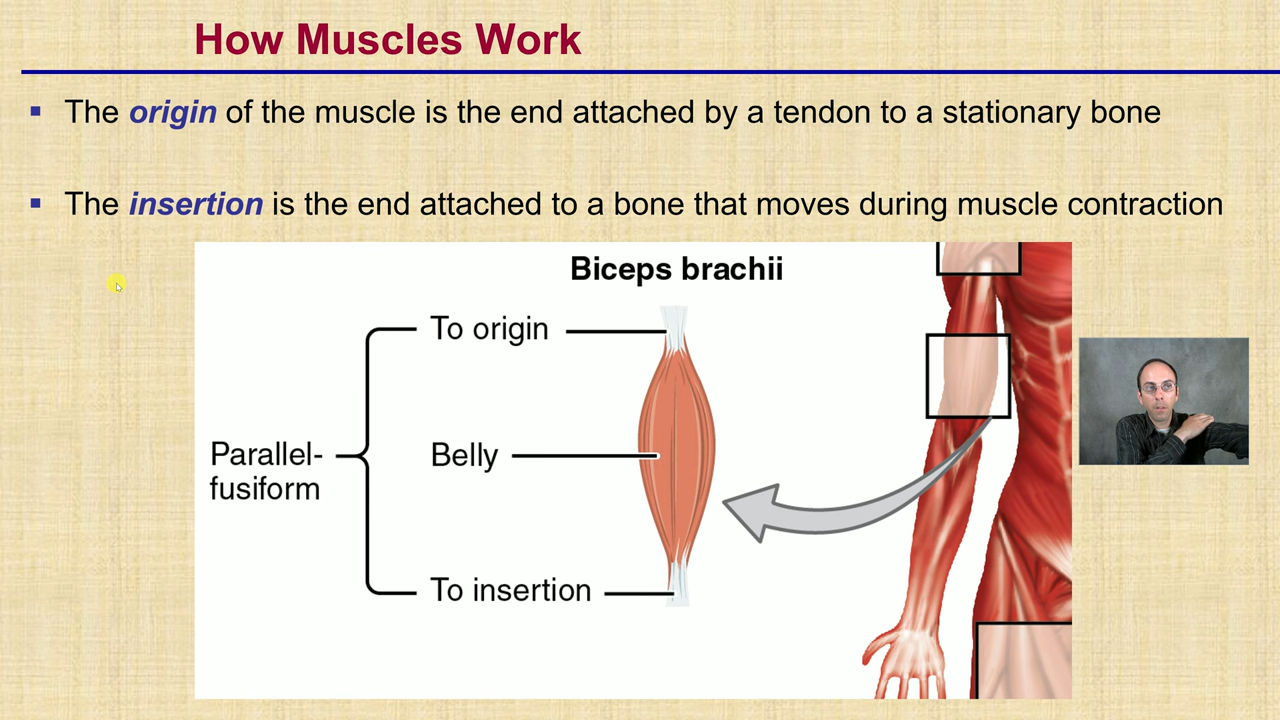 How Muscles Work
▪ The origin of the muscle is the end attached by a tendon to a stationary bone
▪ The insertion is the end attached to a bone that moves during muscle contraction
Biceps brachii
To origin
Belly
Parallel-
fusiform
To insertion